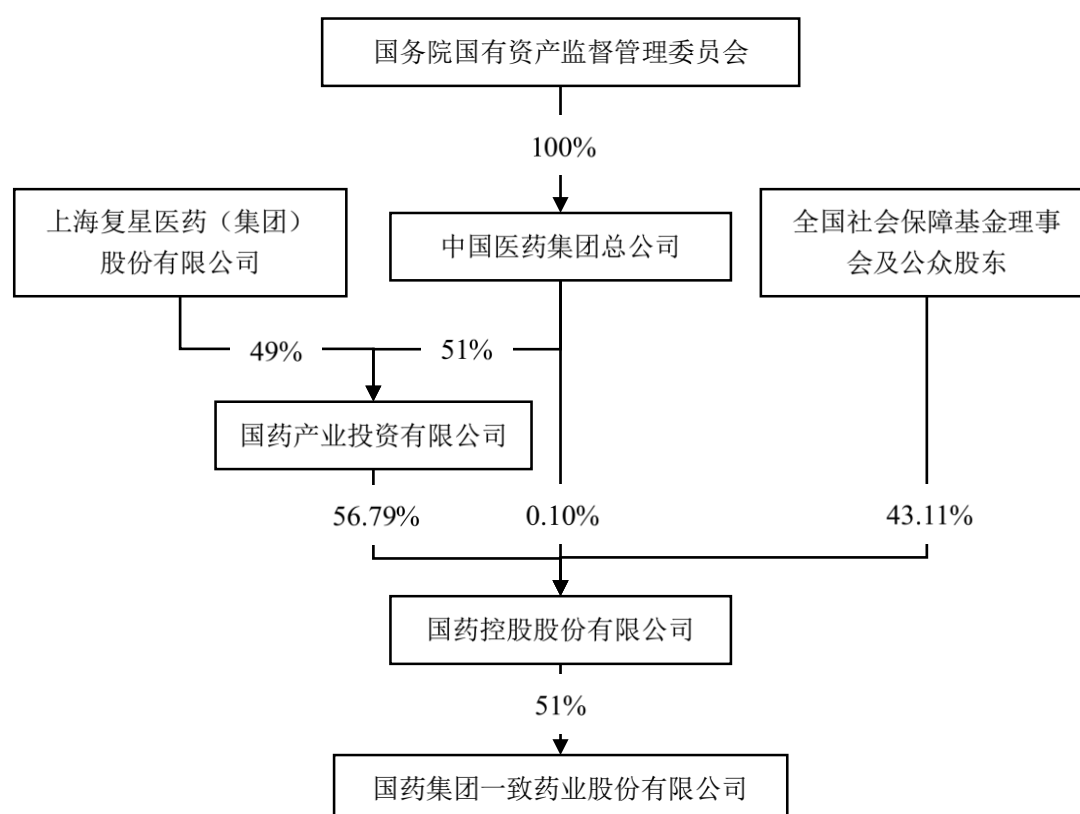 国务院国有资产监督管理委员会
100%
上海复星医药（集团）
股份有限公司
中国医药集团总公司
全国社会保障基金理事
会及公众股东
49%
51%
国药产业投资有限公司
56.79%
0.10%
43.11%
国药控股股份有限公司
51%
国药集团一致药业股份有限公司